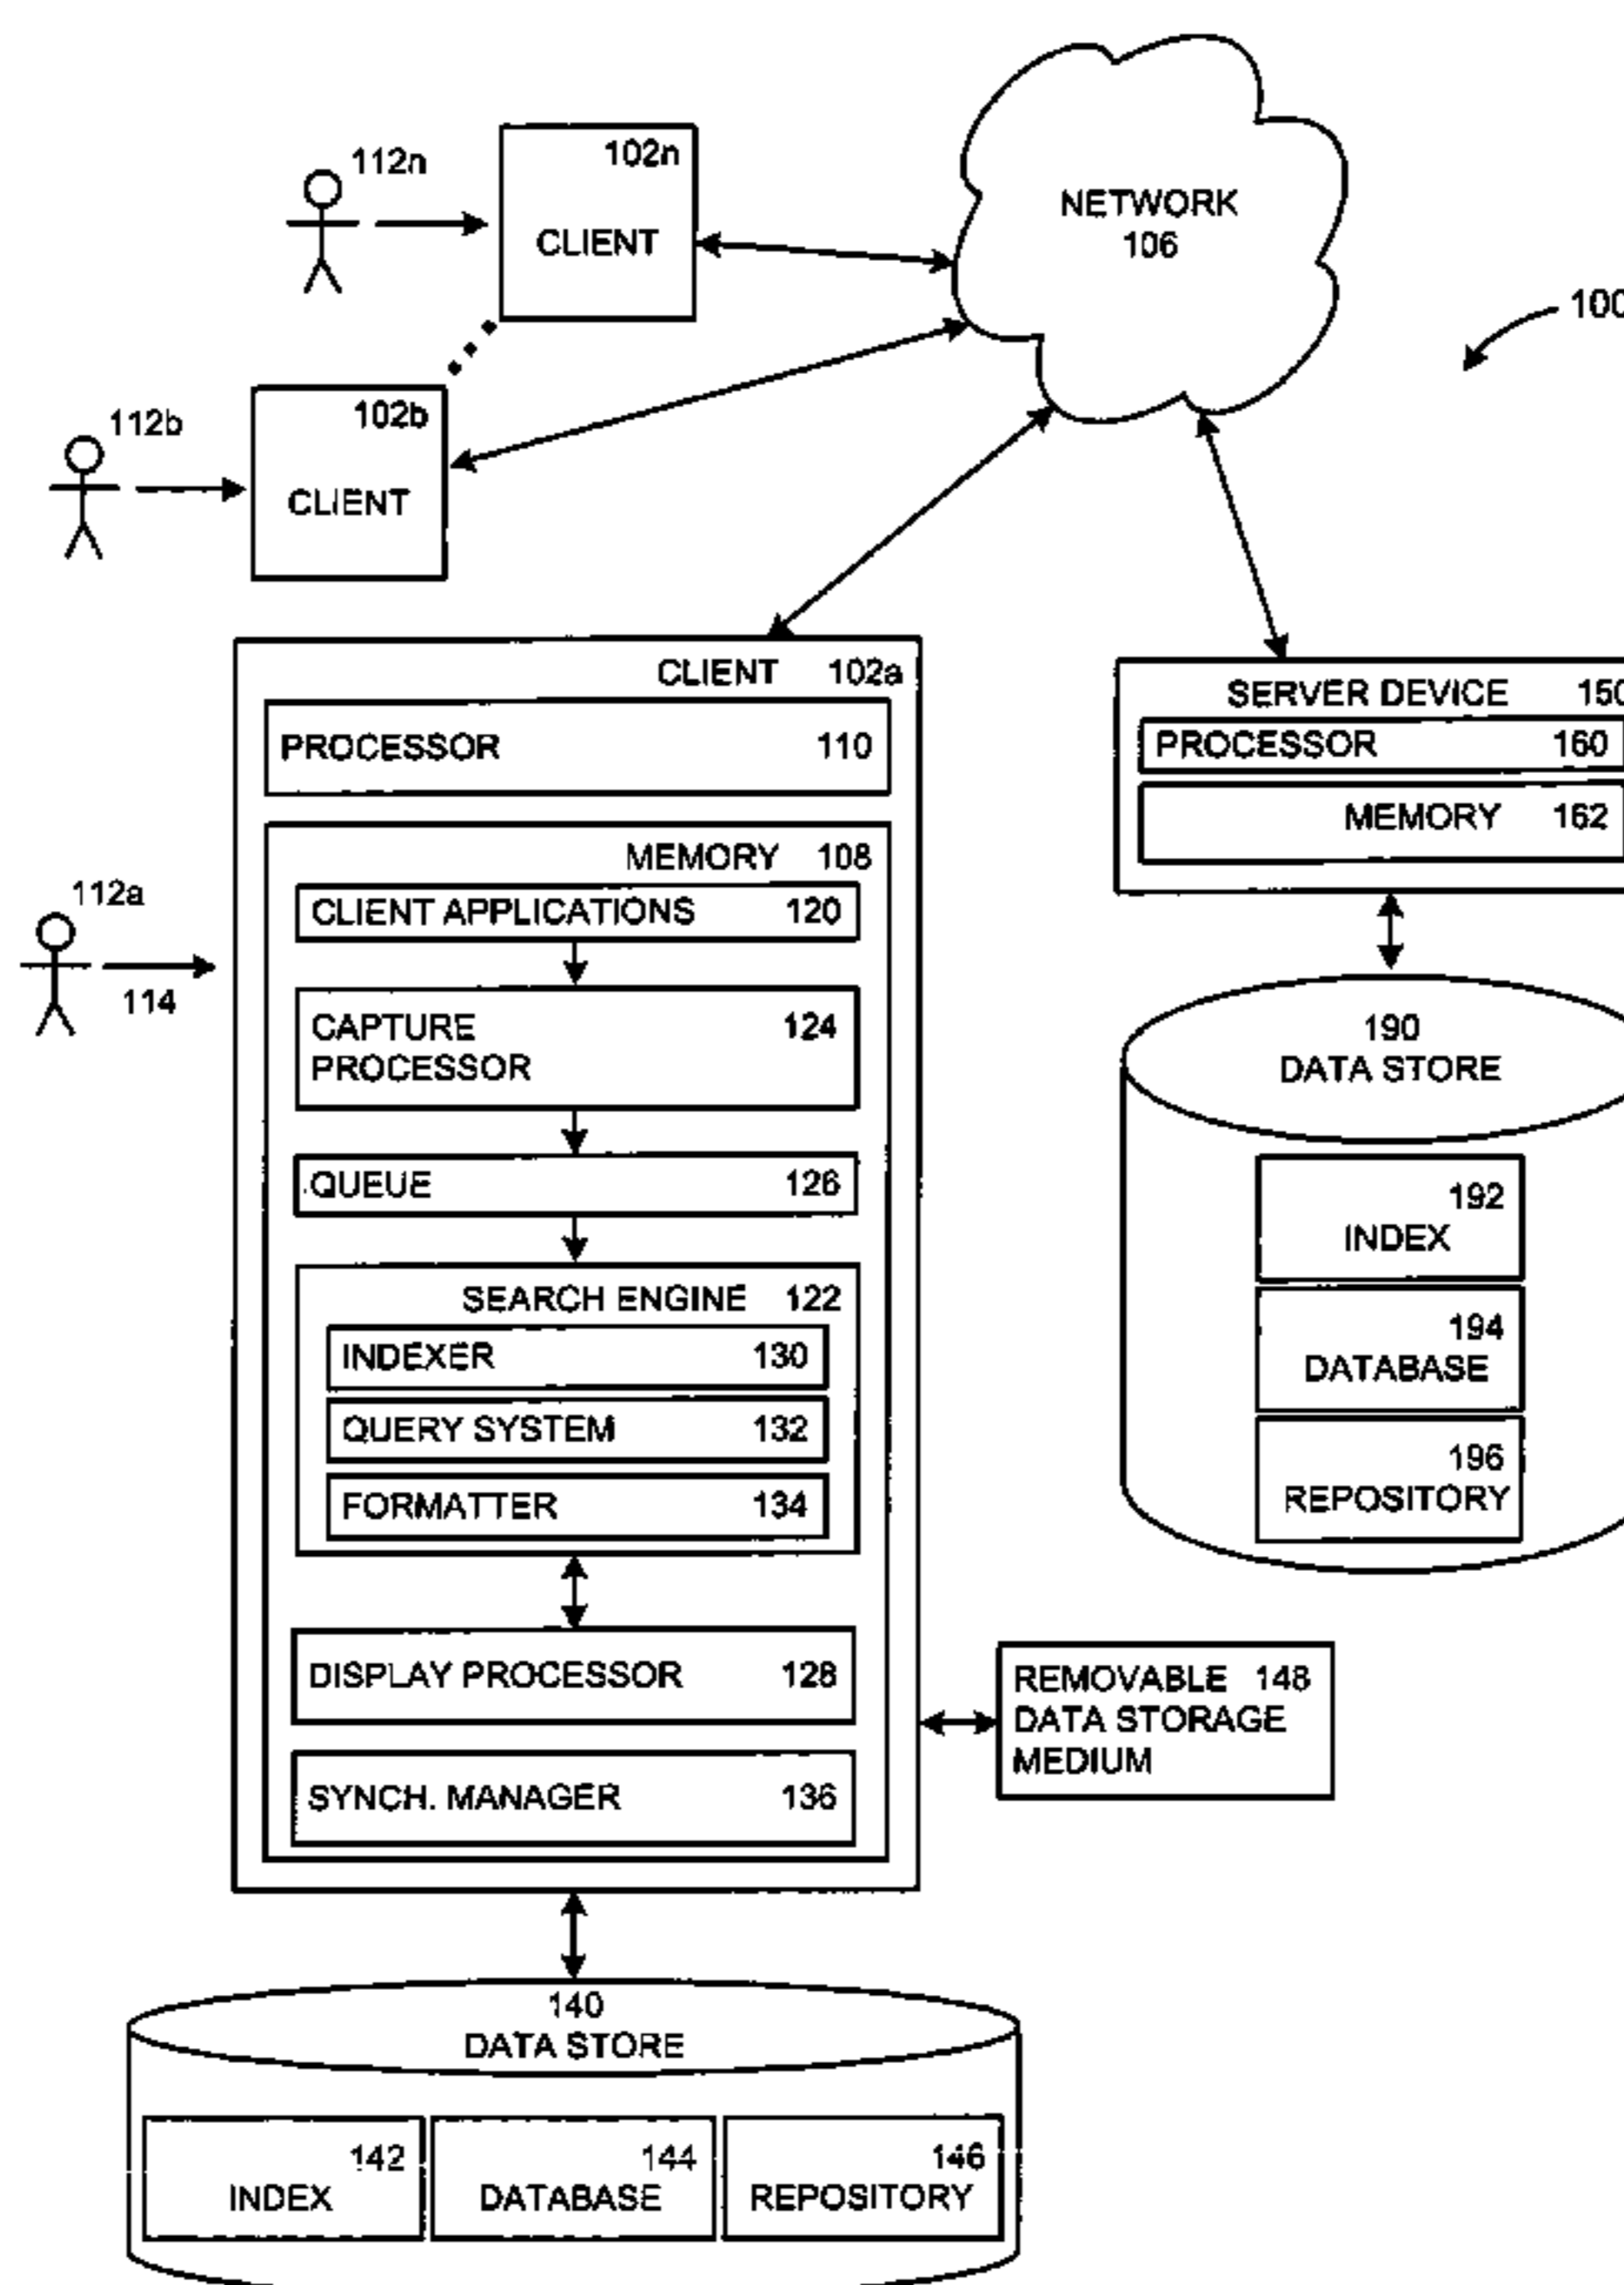 112n
102n
CLIENT
NETWORK
106
100
112b
102b
CLIENT
CLIENT 102a
PROCESSOR 110
MEMORY 108
CLIENT APPLICATIONS 120
CAPTURE 124
PROCESSOR
QUEUE 126
SEARCH ENGINE 122
INDEXER 130
QUERY SYSTEM 132
FORMATTER 134
DISPLAY PROCESSOR 128
SYNCH. MANAGER 136
112a
114
SERVER DEVICE 150
PROCESSOR 160
MEMORY 162
190
DATA STORE
192
INDEX
194
DATABASE
196
REPOSITORY
REMOVABLE 148
DATA STORAGE
MEDIUM
140
DATA STORE
142
INDEX
144
DATABASE
146
REPOSITORY